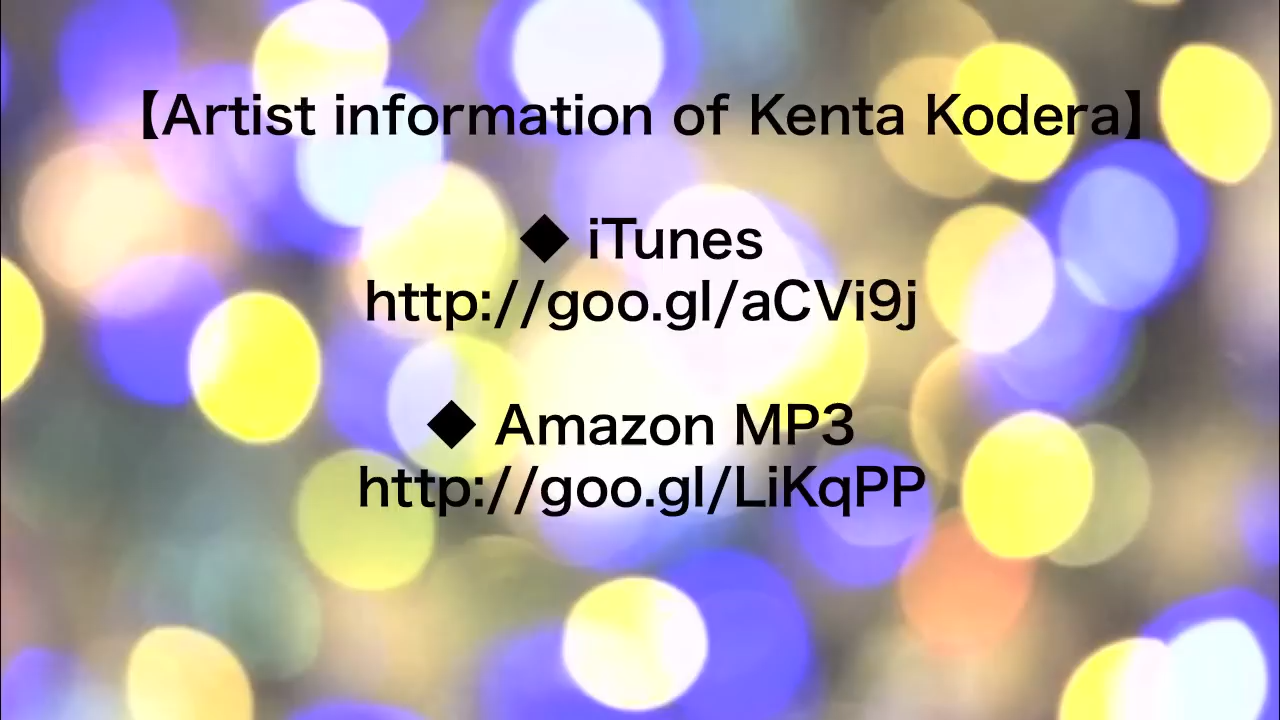 【Artist information of Kenta Kodera】
◆ iTunes
http://goo.gl/aCVi9j
◆ Amazon MP3
http://goo.gl/LiKqPP